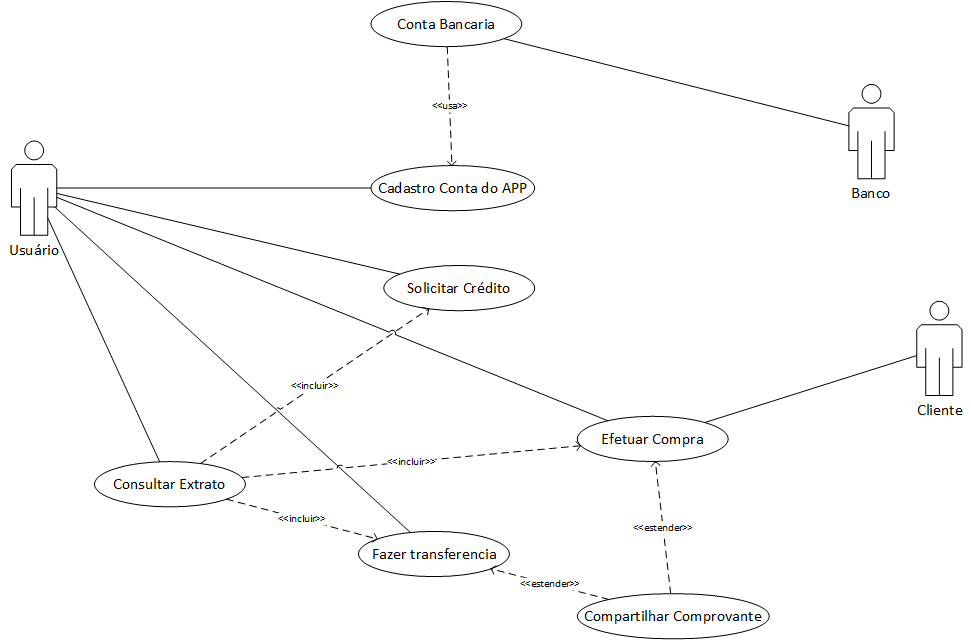 Conta Bancaria
<<usa>>
Banco
Cadastro Conta do APP
Usuário
Solicitar Crédito
<<incluir>>
Cliente
Efetuar Compra
<<incluir>>
Consultar Extrato
<<incluir>>
<<estender>>
Fazer transferencia
<<estender>>
Compartilhar Comprovante